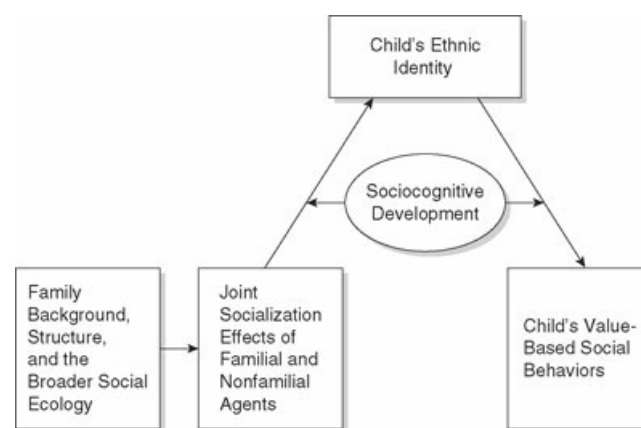 Child's Ethnic
Identity
Sociocognitive
Development
Family
Background,
Structure,
and the
Broader Social
Ecology
Joint
Socialization
Effects of
Familial and
Nonfamilial
Agents
Child's Value-
Based Social
Behaviors